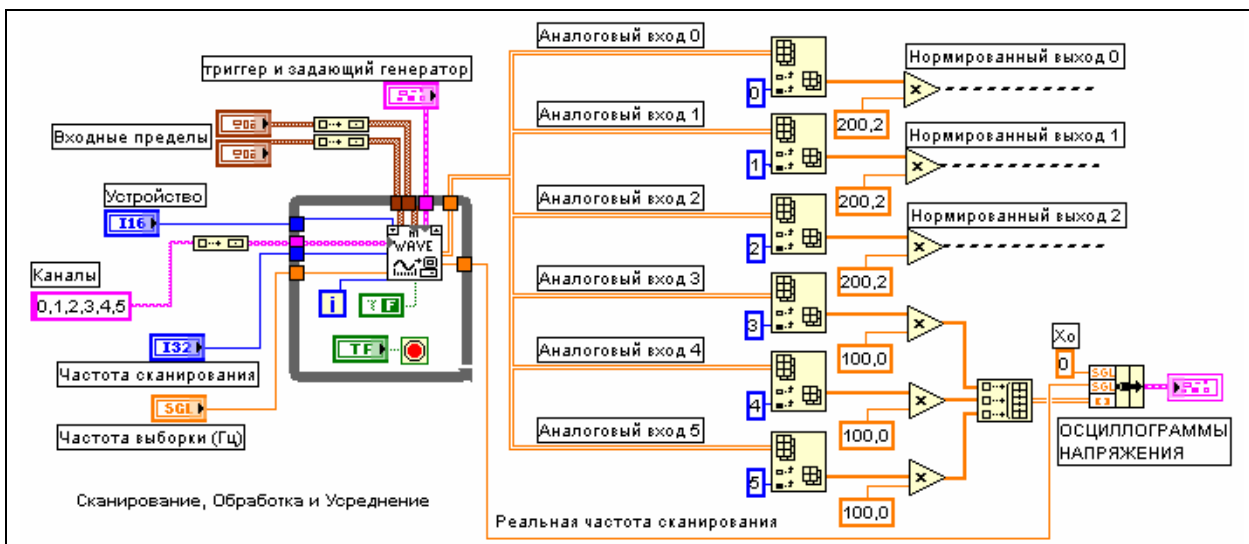 триггер и задающий генератор
Входные пределы
Устройство
I16
Каналы
0,1,2,3,4,5
I32
Частота сканирования
SGL
Частота выборки (Гц)
AI
WAVE
i
F
TF
Сканирование, Обработка и Усреднение
Аналоговый вход 0
0
200,2
Нормированный выход 0
Аналоговый вход 1
1
200,2
Нормированный выход 1
Аналоговый вход 2
2
200,2
Нормированный выход 2
Аналоговый вход 3
3
100,0
Аналоговый вход 4
4
100,0
Аналоговый вход 5
5
100,0
Xo
0
SGL
SGL
ОСЦИЛЛОГРАММЫ
НАПРЯЖЕНИЯ
Реальная частота сканирования